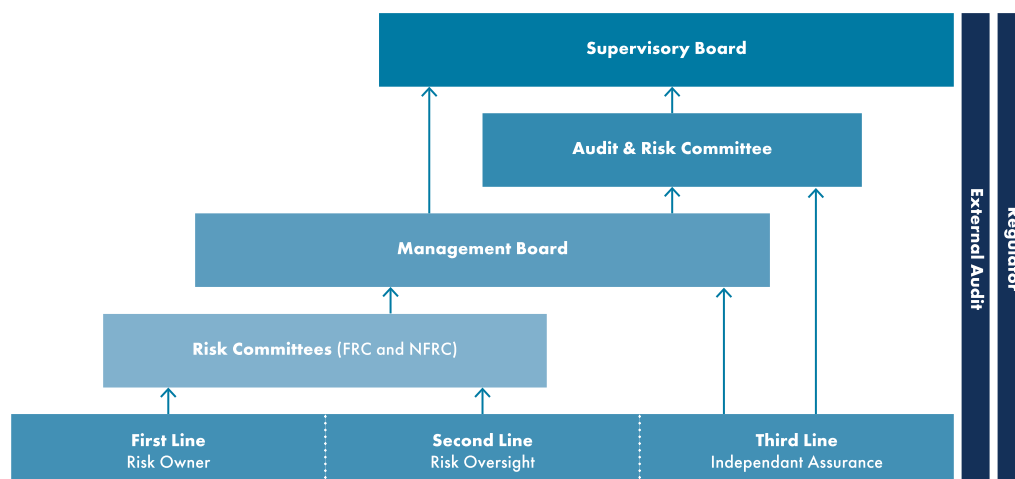 Supervisory Board
Audit & Risk Committee
Management Board
Risk Committees (FRC and NFRC)
First Line
Risk Owner
Second Line
Risk Oversight
Third Line
Independant Assurance
External Audit
Regulator